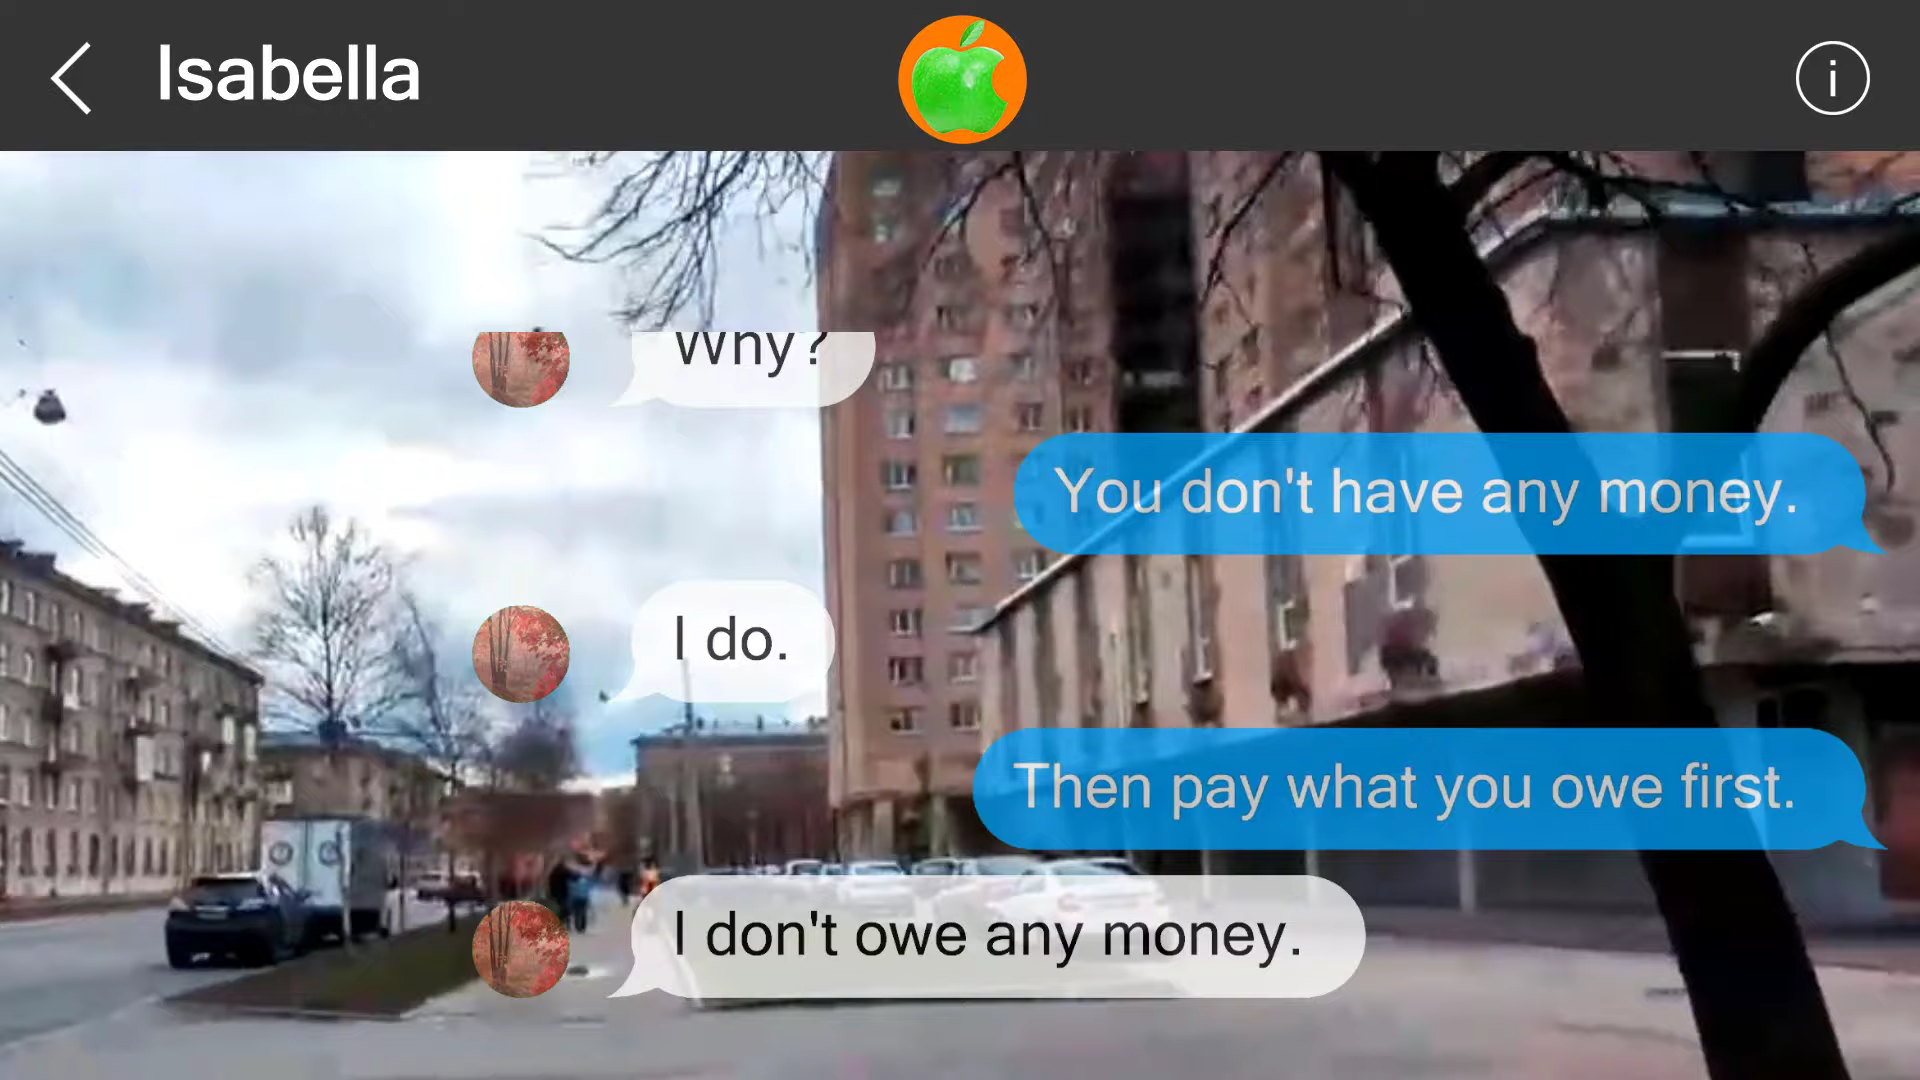 Isabella
i
Why?
You don't have any money.
I do.
Then pay what you owe first.
I don't owe any money.